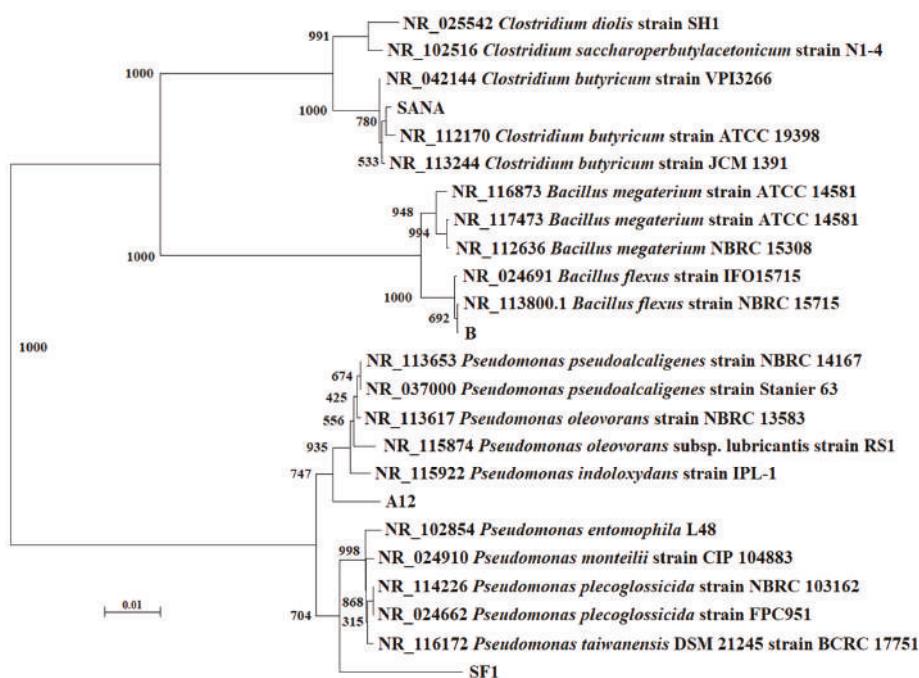 NR_025542 Clostridium diolis strain SH1
991
NR_102516 Clostridium saccharoperbutylacetonicum strain N1-4
1000
NR_042144 Clostridium butyricum strain VPI3266
1000
SANA
780
NR_112170 Clostridium butyricum strain ATCC 19398
533
NR_113244 Clostridium butyricum strain JCM 1391
NR_116873 Bacillus megaterium strain ATCC 14581
948
NR_117473 Bacillus megaterium strain ATCC 14581
994
NR_112636 Bacillus megaterium NBRC 15308
1000
NR_024691 Bacillus flexus strain IFO15715
1000
NR_113800.1 Bacillus flexus strain NBRC 15715
692
B
1000
NR_113653 Pseudomonas pseudoalcaligenes strain NBRC 14167
674
NR_037000 Pseudomonas pseudoalcaligenes strain Stanier 63
425
NR_113617 Pseudomonas oleovorans strain NBRC 13583
556
NR_115874 Pseudomonas oleovorans subsp. lubricantis strain RS1
935
NR_115922 Pseudomonas indoloxydans strain IPL-1
747
A12
NR_102854 Pseudomonas entomophila L48
998
NR_024910 Pseudomonas monteilii strain CIP 104883
NR_114226 Pseudomonas plecoglossicida strain NBRC 103162
868
NR_024662 Pseudomonas plecoglossicida strain FPC951
315
704
0.01
NR_116172 Pseudomonas taiwanensis DSM 21245 strain BCRC 17751
SF1